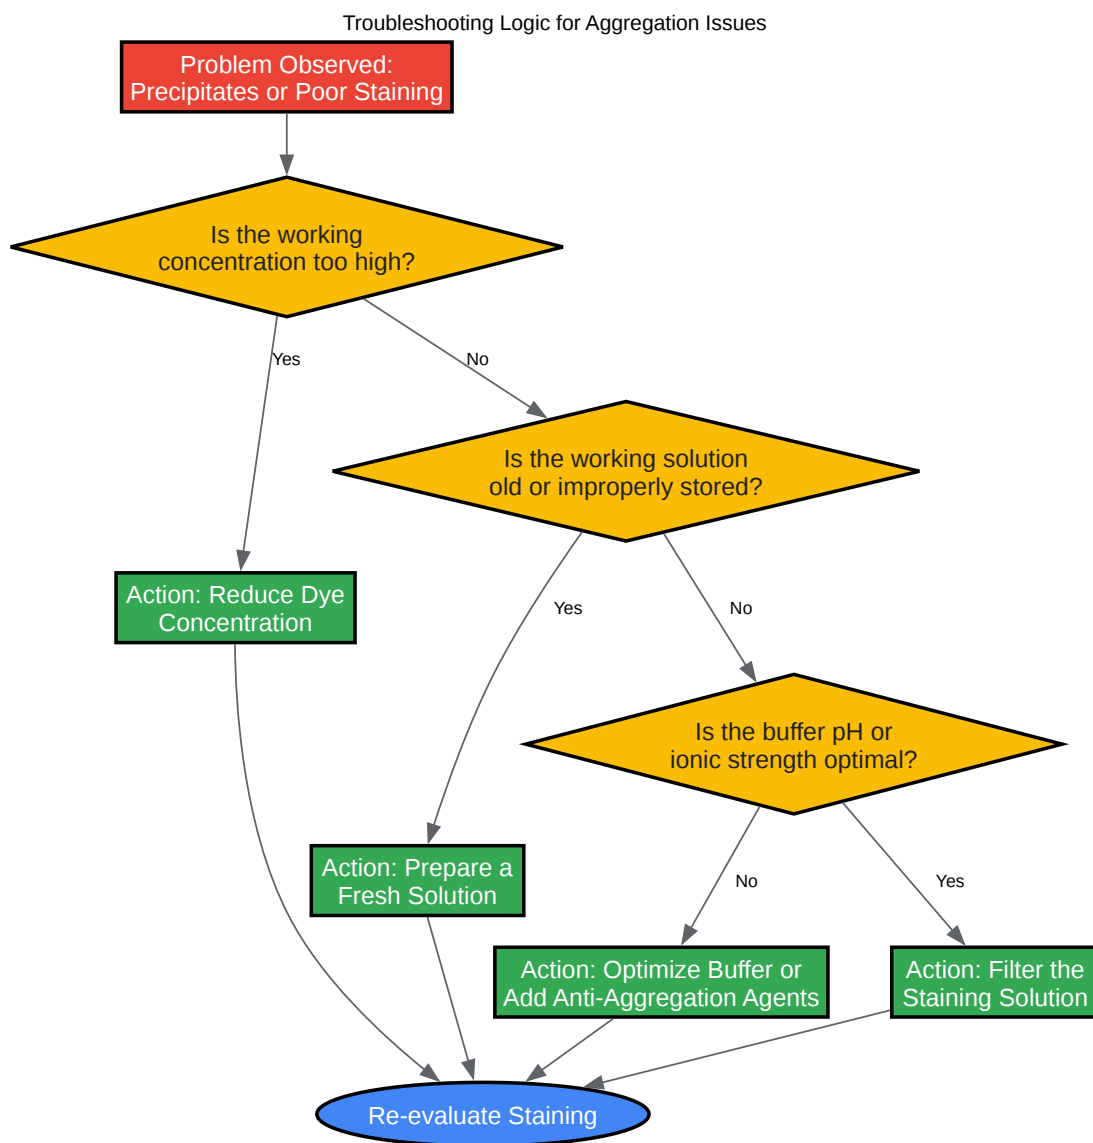 Troubleshooting Logic for Aggregation Issues
Problem Observed:
Precipitates or Poor Staining
Is the working
concentration too high?
Yes
No
Is the working solution
old or improperly stored?
Action: Reduce Dye
Concentration
Yes
No
Is the buffer pH or
ionic strength optimal?
Action: Prepare a
Fresh Solution
No
Yes
Action: Optimize Buffer or
Add Anti-Aggregation Agents
Action: Filter the
Staining Solution
Re-evaluate Staining